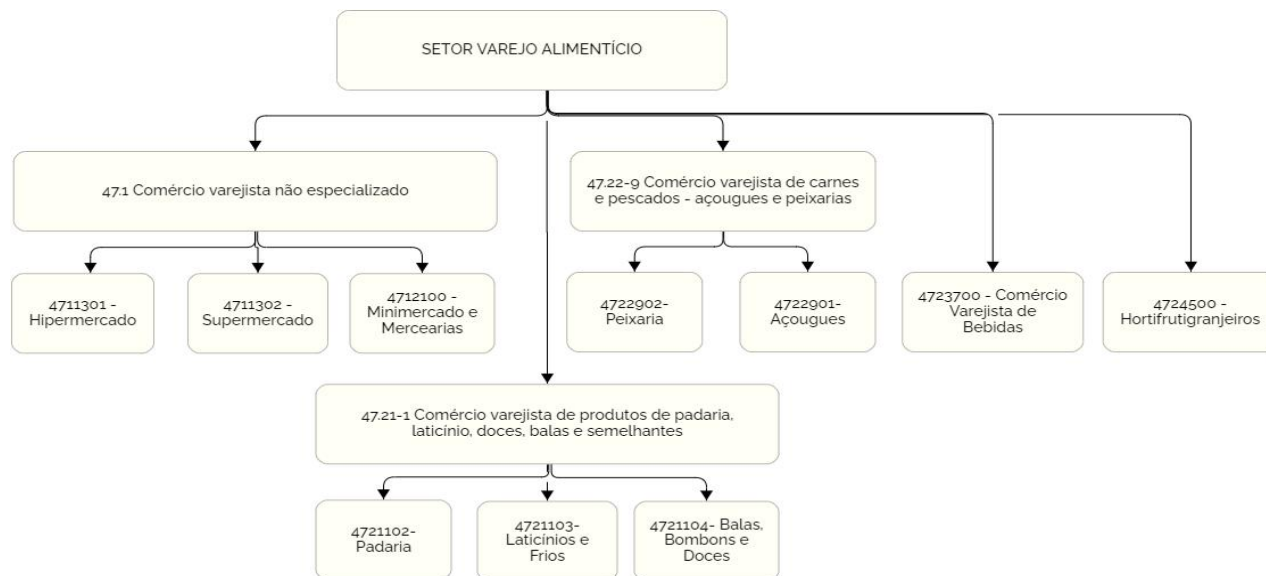 SETOR VAREJO ALIMENTÍCIO
47.1 Comércio varejista não especializado
47.22-9 Comércio varejista de carnes
e pescados - açougues e peixarias
4711301 -
Hipermercado
4711302 -
Supermercado
4712100 -
Minimercado e
Mercearias
4722902-
Peixaria
4722901-
Açougues
4723700 - Comércio
Varejista de
Bebidas
4724500 -
Hortifrutigranjeiros
47.21-1 Comércio varejista de produtos de padaria,
laticínio, doces, balas e semelhantes
4721102-
Padaria
4721103-
Laticínios e
Frios
4721104- Balas,
Bombons e
Doces